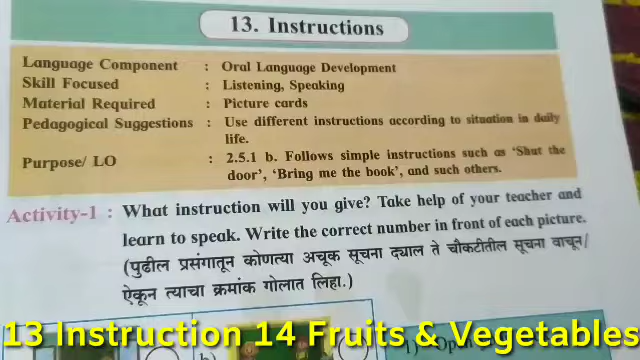 13. Instructions
Language Component : Oral Language Development
Skill Focused : Listening, Speaking
Material Required : Picture cards
Pedagogical Suggestions : Use different instructions according to situation in daily
life.
Purpose/ LO : 2.5.1 b. Follows simple instructions such as 'Shut the
door', 'Bring me the book', and such others.
Activity-1 : What instruction will you give? Take help of your teacher and
learn to speak. Write the correct number in front of each picture.
(पुढील प्रसंगातून कोणत्या अचूक सूचना द्याल ते चौकटीतील सूचना वाचून/
ऐकून त्याचा क्रमांक गोलात लिहा.)
13 Instruction 14 Fruits & Vegetables